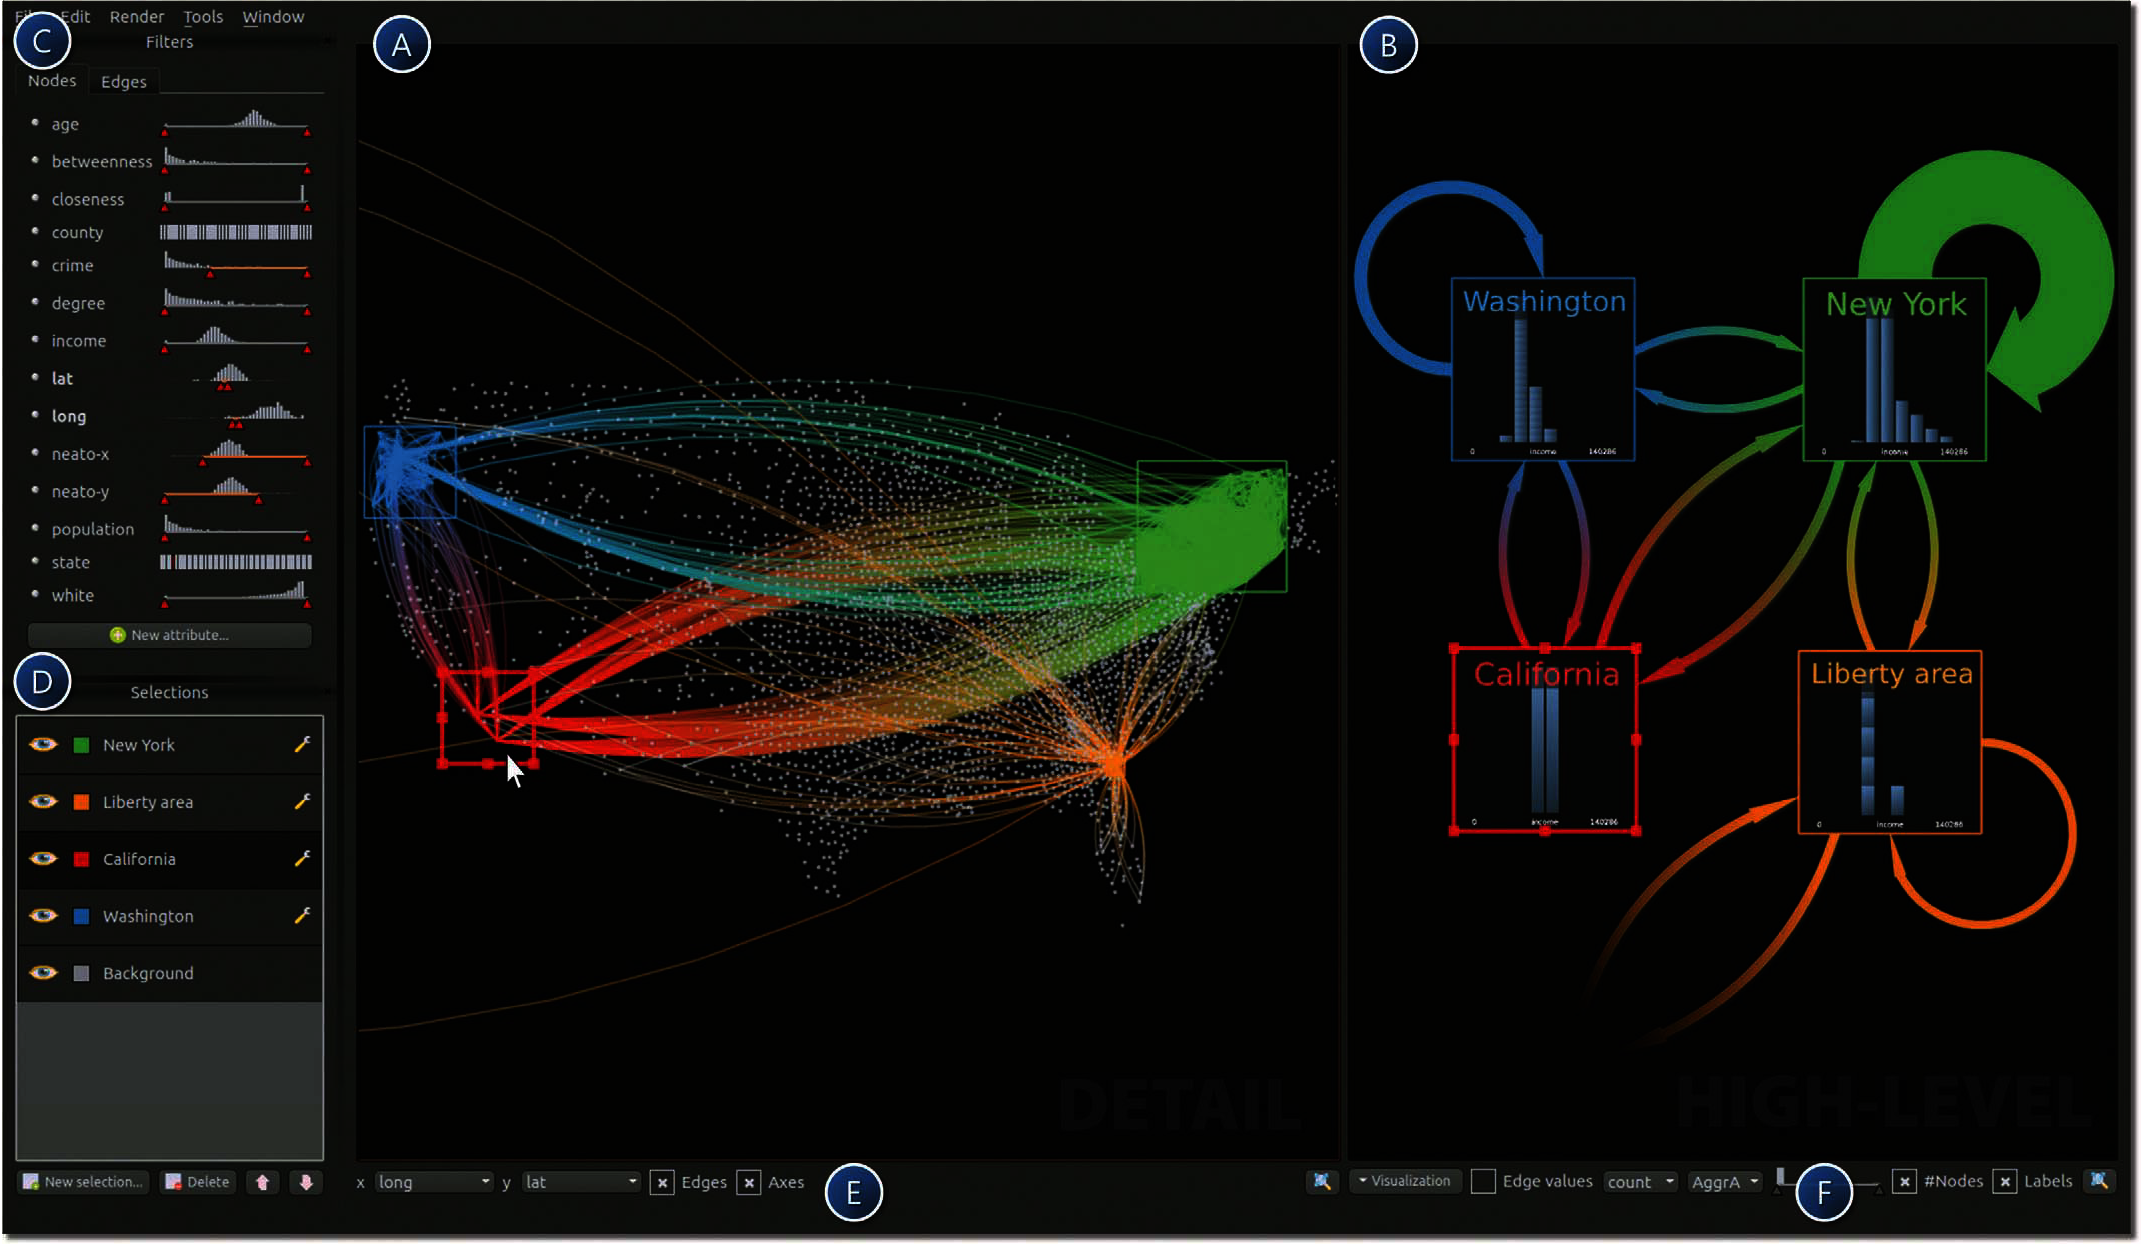 Edit Render Tools Window
C
A
B
Filters
Nodes Edges
age
betweenness
closeness
county
crime
degree
income
lat
long
neato-x
neato-y
population
state
white
New attribute...
D
Selections
New York
Liberty area
California
Washington
Background
New selection... Delete
DETAIL
x long y lat Edges Axes
E
Washington
0 income 140286
New York
0 income 140286
California
0 income 140286
Liberty area
0 income 140286
HIGH-LEVEL
Visualization Edge values count AggrA #Nodes Labels
F